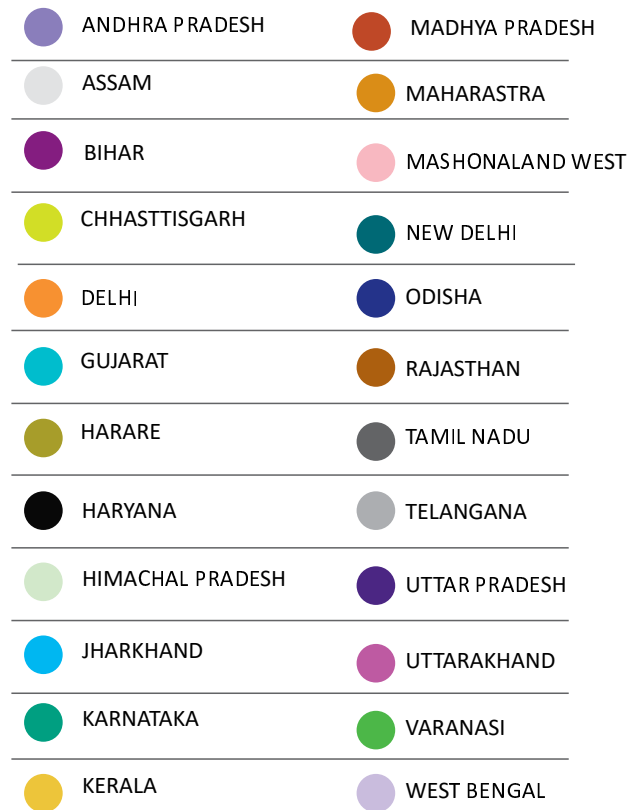 ANDHRA PRADESH
MADHYA PRADESH
ASSAM
MAHARASTRA
BIHAR
MASHONALAND WEST
CHHASTTISGARH
NEW DELHI
DELHI
ODISHA
GUJARAT
RAJASTHAN
HARARE
TAMIL NADU
HARYANA
TELANGANA
HIMACHAL PRADESH
UTTAR PRADESH
JHARKHAND
UTTARAKHAND
KARNATAKA
VARANASI
KERALA
WEST BENGAL